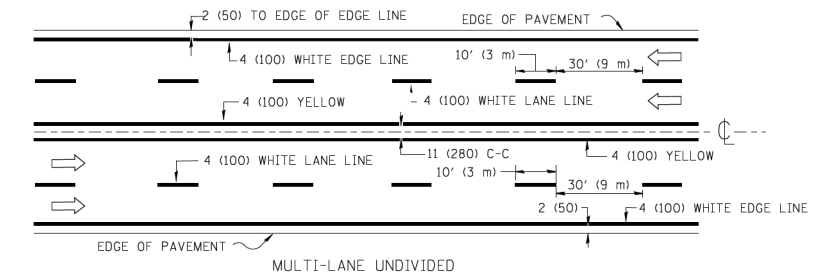 2 (50) TO EDGE OF EDGE LINE
EDGE OF PAVEMENT
4 (100) WHITE EDGE LINE
10' (3 m)
30' (9 m)
4 (100) YELLOW
4 (100) WHITE LANE LINE
CL
11 (280) C-C
4 (100) YELLOW
4 (100) WHITE LANE LINE
10' (3 m)
30' (9 m)
2 (50)
4 (100) WHITE EDGE LINE
EDGE OF PAVEMENT
MULTI-LANE UNDIVIDED